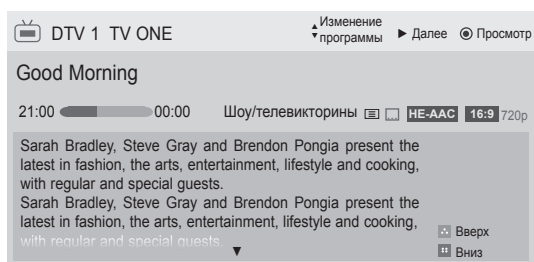 DTV 1 TV ONE
Изменение
программы
Далее
Просмотр
Good Morning
21:00 00:00 Шоу/телевикторины HE-AAC 16:9 720p
Sarah Bradley, Steve Gray and Brendon Pongia present the
latest in fashion, the arts, entertainment, lifestyle and cooking,
with regular and special guests.
Sarah Bradley, Steve Gray and Brendon Pongia present the
latest in fashion, the arts, entertainment, lifestyle and cooking,
with regular and special guests.
Вверх
Вниз